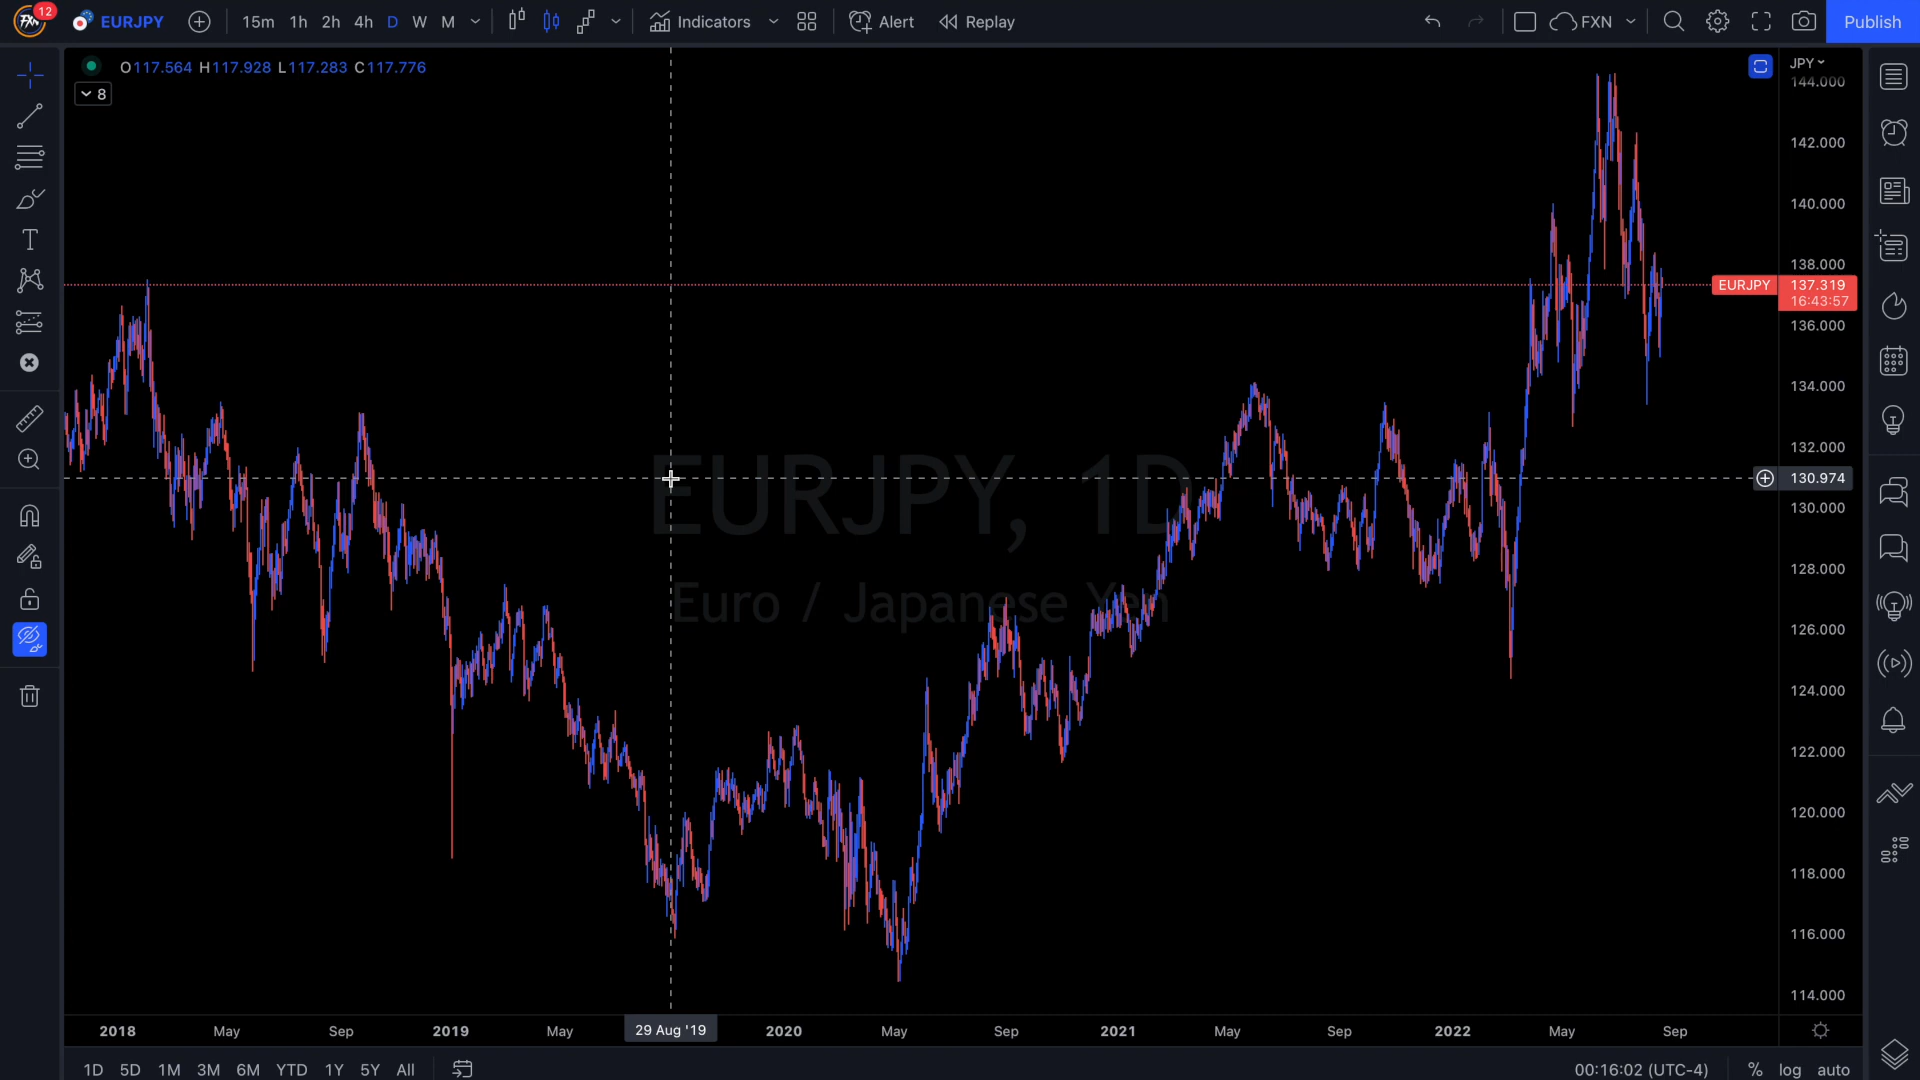 FXN 12 EURJPY 15m 1h 2h 4h D W M Indicators Alert Replay FXN Publish
O117.564 H117.928 L117.283 C117.776
8
JPY
144.000
142.000
140.000
138.000
EURJPY 137.319
16:43:57
136.000
134.000
132.000
130.974
130.000
128.000
126.000
124.000
122.000
120.000
118.000
116.000
114.000
EURJPY, 1D
Euro / Japanese Yen
2018 May Sep 2019 May 29 Aug '19 2020 May Sep 2021 May Sep 2022 May Sep
1D 5D 1M 3M 6M YTD 1Y 5Y All 00:16:02 (UTC-4) % log auto